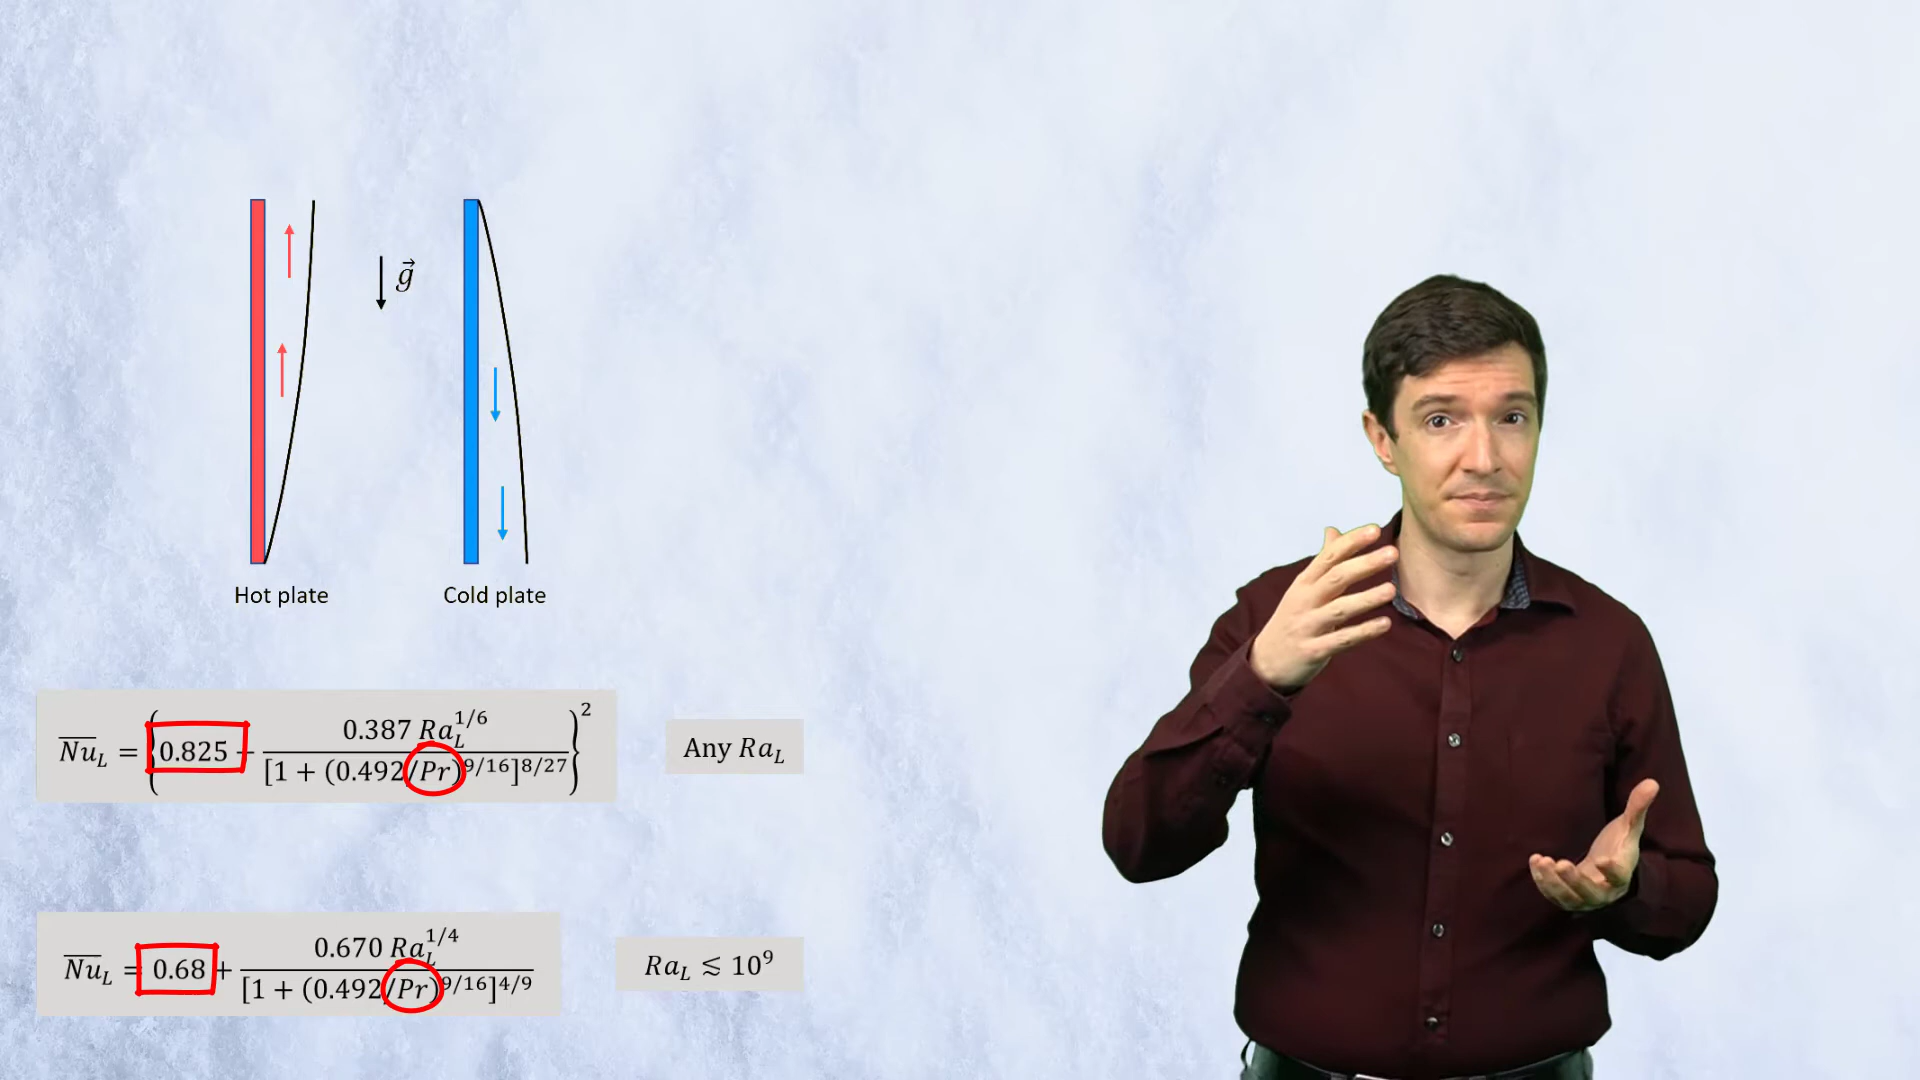 g⃗
Hot plate
Cold plate
N̅u̅_L = {0.825 + 0.387 Ra_L^{1/6} / [1 + (0.492/Pr)^{9/16}]^{8/27}}^2
Any Ra_L
N̅u̅_L = 0.68 + 0.670 Ra_L^{1/4} / [1 + (0.492/Pr)^{9/16}]^{4/9}
Ra_L ≲ 10^9